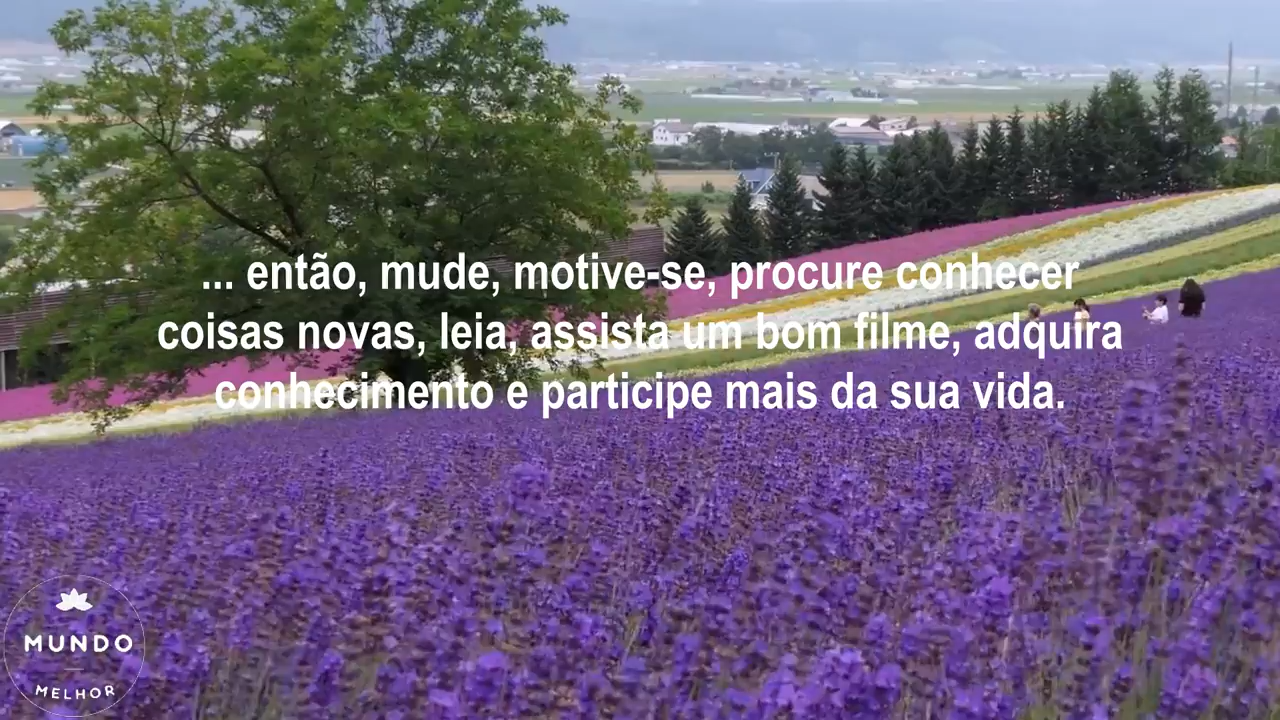 ... então, mude, motive-se, procure conhecer
coisas novas, leia, assista um bom filme, adquira
conhecimento e participe mais da sua vida.
MUNDO
MELHOR